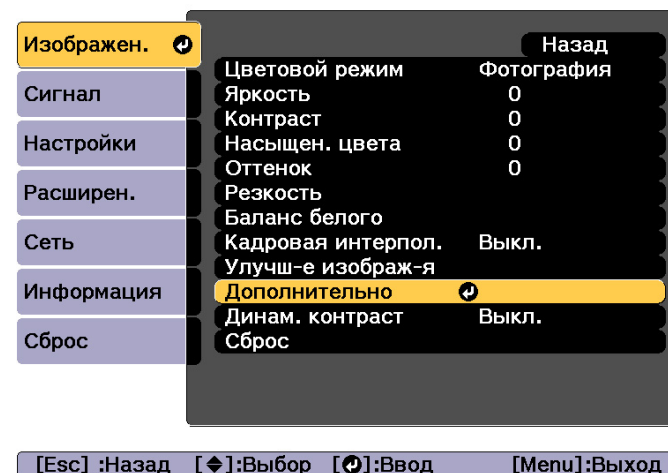 Изображен.
Сигнал
Настройки
Расширен.
Сеть
Информация
Сброс
Назад
Цветовой режим Фотография
Яркость 0
Контраст 0
Насыщен. цвета 0
Оттенок 0
Резкость
Баланс белого
Кадровая интерпол. Выкл.
Улучш-е изображ-я
Дополнительно
Динам. контраст Выкл.
Сброс
[Esc] :Назад [◆]:Выбор [↵]:Ввод [Menu]:Выход